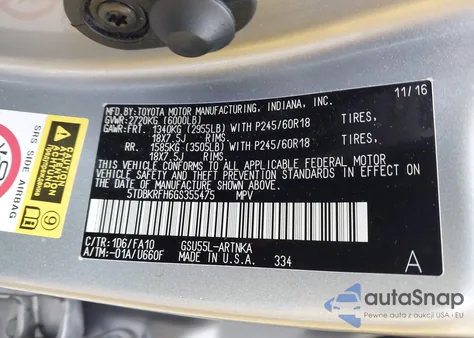 MFD.BY:TOYOTA MOTOR MANUFACTURING, INDIANA, INC. 11/16
GVWR:2720KG (6000LB)
GAWR:FRT. 1340KG (2955LB) WITH P245/60R18 TIRES,
18X7.5J RIMS.
RR. 1585KG (3505LB) WITH P245/60R18 TIRES,
18X7.5J RIMS.
THIS VEHICLE CONFORMS TO ALL APPLICABLE FEDERAL MOTOR
VEHICLE SAFETY AND THEFT PREVENTION STANDARDS IN EFFECT ON
THE DATE OF MANUFACTURE SHOWN ABOVE.
5TDBKRFH6GS355475 MPV
C/TR:1D6/FA10 GSU55L-ARTNKA
A/TM:-01A/U660F
MADE IN U.S.A. 334 A
SRS SIDE AIRBAG
9
autoSnap
Pewne auta z aukcji USA i EU